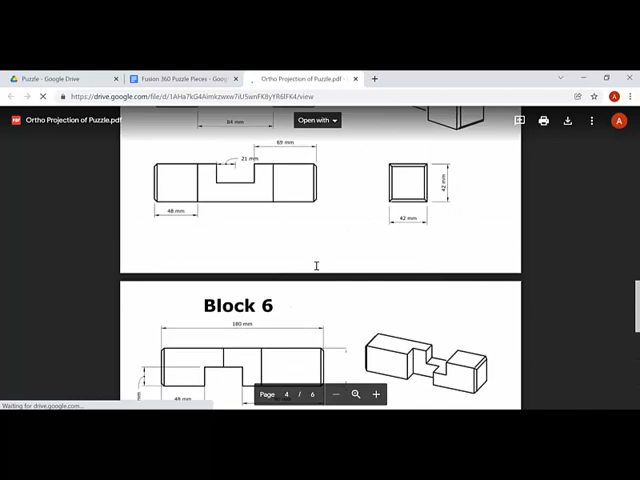 Puzzle - Google Drive
Fusion 360 Puzzle Pieces - Goog
Ortho Projection of Puzzle.pdf -
https://drive.google.com/file/d/1AHa7kG4Aimkzwxw7iU5wnFK8yYR6lFK4/view
Ortho Projection of Puzzle.pdf
Open with
84 mm
69 mm
21 mm
48 mm
42 mm
42 mm
Block 6
180 mm
48 mm
Page 4 / 6
Waiting for drive.google.com...